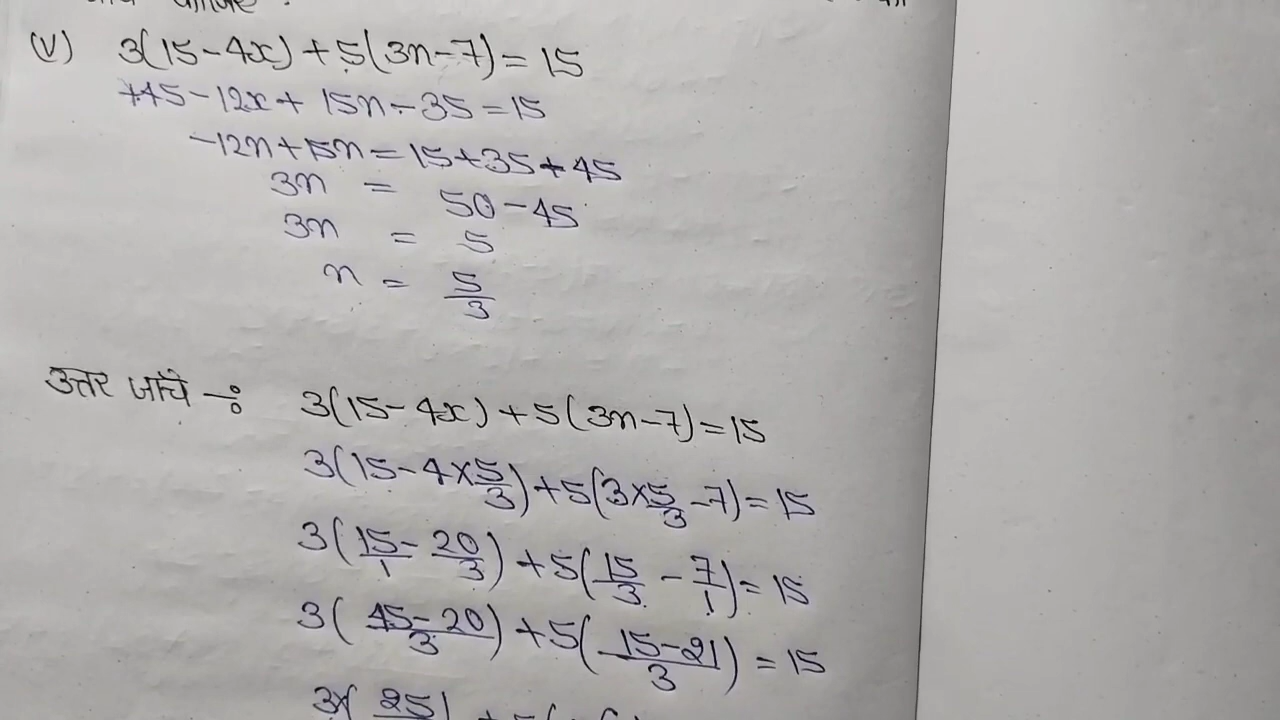 (v) 3(15-4x)+5(3n-7)=15
+45-12x+15n-35=15
-12n+15n=15+35+45
3n = 50-45
3n = 5
n = 5/3
उत्तर जांचे -: 3(15-4x)+5(3n-7)=15
3(15-4×5/3)+5(3×5/3-7)=15
3(15/1-20/3)+5(15/3-7/1)=15
3(45-20/3)+5(15-21/3)=15